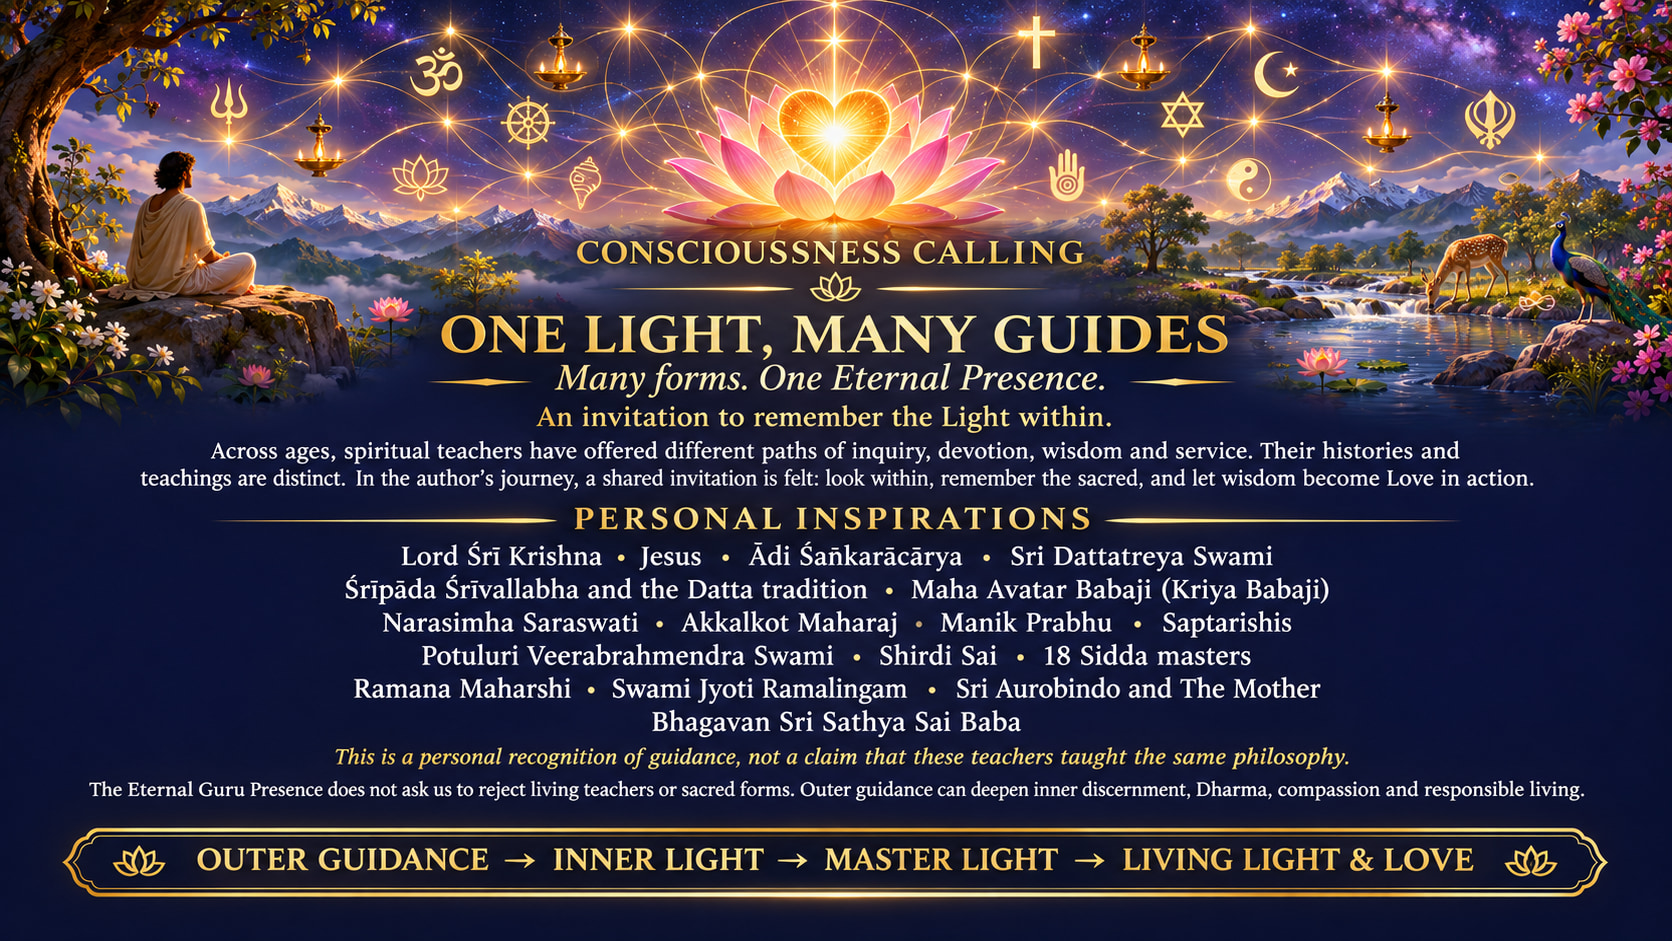 ॐ
CONSCIOUSSNESS CALLING
ONE LIGHT, MANY GUIDES
Many forms. One Eternal Presence.
An invitation to remember the Light within.
Across ages, spiritual teachers have offered different paths of inquiry, devotion, wisdom and service. Their histories and
teachings are distinct. In the author's journey, a shared invitation is felt: look within, remember the sacred, and let wisdom become Love in action.
PERSONAL INSPIRATIONS
Lord Śrī Krishna • Jesus • Ādi Śañkarācārya • Sri Dattatreya Swami
Śrīpāda Śrīvallabha and the Datta tradition • Maha Avatar Babaji (Kriya Babaji)
Narasimha Saraswati • Akkalkot Maharaj • Manik Prabhu • Saptarishis
Potuluri Veerabrahmendra Swami • Shirdi Sai • 18 Sidda masters
Ramana Maharshi • Swami Jyoti Ramalingam • Sri Aurobindo and The Mother
Bhagavan Sri Sathya Sai Baba
This is a personal recognition of guidance, not a claim that these teachers taught the same philosophy.
The Eternal Guru Presence does not ask us to reject living teachers or sacred forms. Outer guidance can deepen inner discernment, Dharma, compassion and responsible living.
OUTER GUIDANCE → INNER LIGHT → MASTER LIGHT → LIVING LIGHT & LOVE